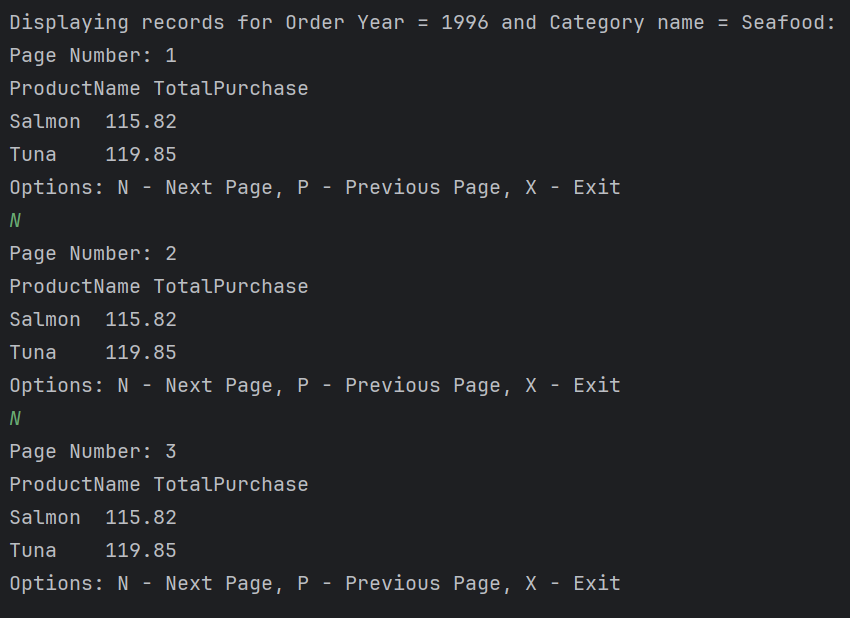 Displaying records for Order Year = 1996 and Category name = Seafood:
Page Number: 1
ProductName TotalPurchase
Salmon  115.82
Tuna    119.85
Options: N - Next Page, P - Previous Page, X - Exit
N
Page Number: 2
ProductName TotalPurchase
Salmon  115.82
Tuna    119.85
Options: N - Next Page, P - Previous Page, X - Exit
N
Page Number: 3
ProductName TotalPurchase
Salmon  115.82
Tuna    119.85
Options: N - Next Page, P - Previous Page, X - Exit